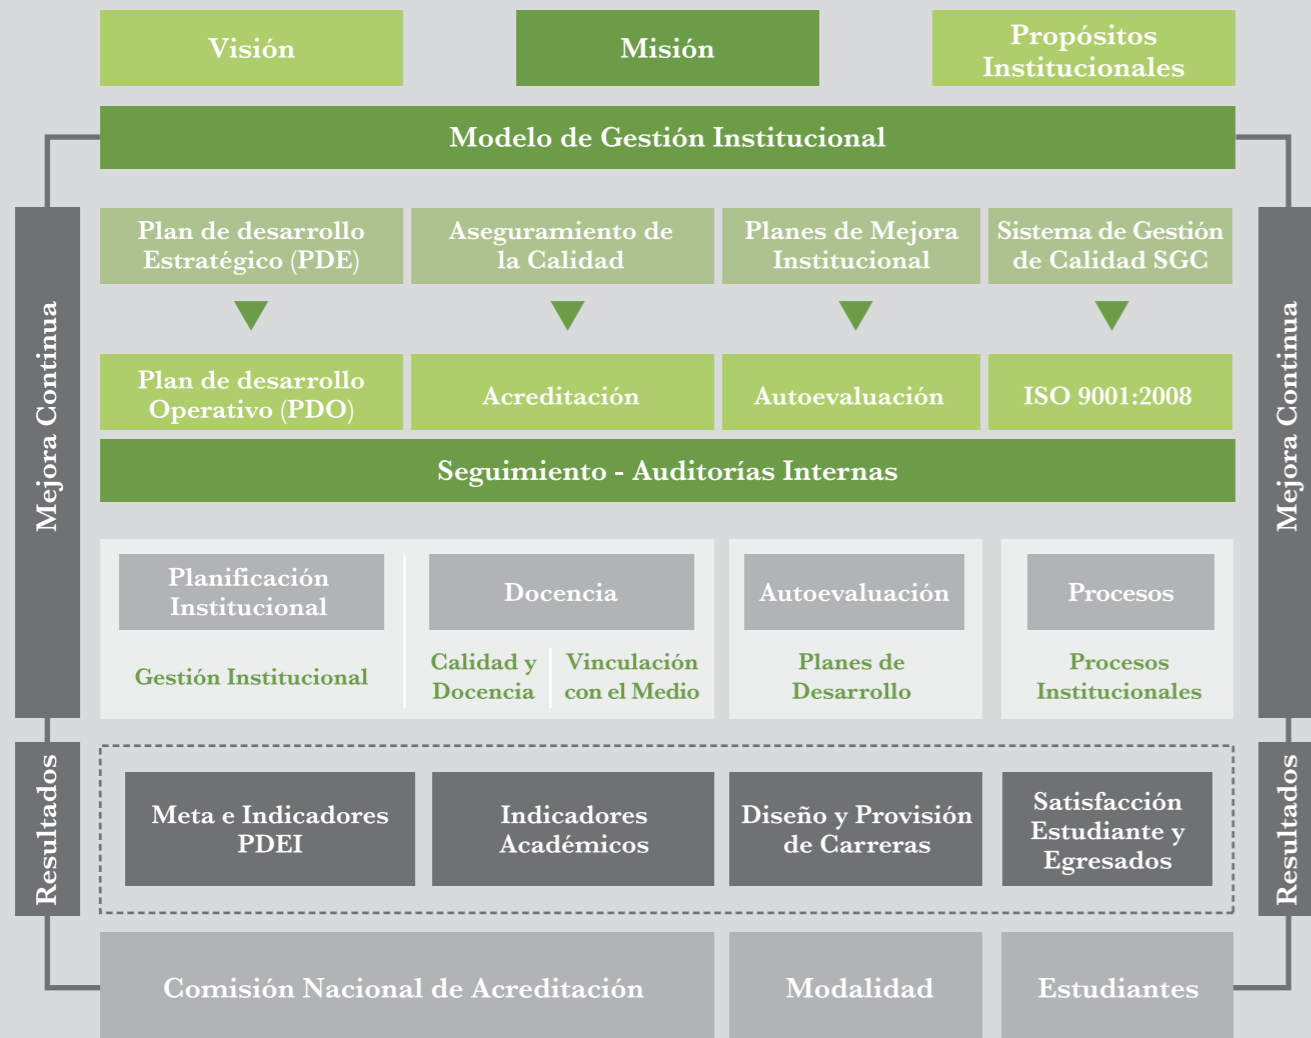 Visión
Misión
Propósitos
Institucionales
Modelo de Gestión Institucional
Plan de desarrollo
Estratégico (PDE)
Aseguramiento de
la Calidad
Planes de Mejora
Institucional
Sistema de Gestión
de Calidad SGC
Plan de desarrollo
Operativo (PDO)
Acreditación
Autoevaluación
ISO 9001:2008
Seguimiento - Auditorías Internas
Mejora Continua
Mejora Continua
Planificación
Institucional
Docencia
Autoevaluación
Procesos
Gestión Institucional
Calidad y
Docencia
Vinculación
con el Medio
Planes de
Desarrollo
Procesos
Institucionales
Resultados
Resultados
Meta e Indicadores
PDEI
Indicadores
Académicos
Diseño y Provisión
de Carreras
Satisfacción
Estudiante y
Egresados
Comisión Nacional de Acreditación
Modalidad
Estudiantes